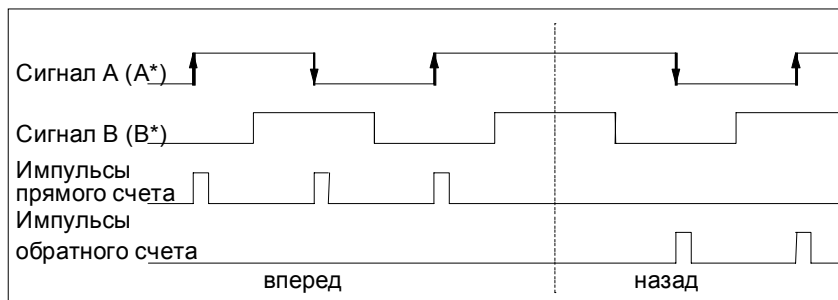 Сигнал A (A*)
Сигнал B (B*)
Импульсы
прямого счета
Импульсы
обратного счета
вперед
назад